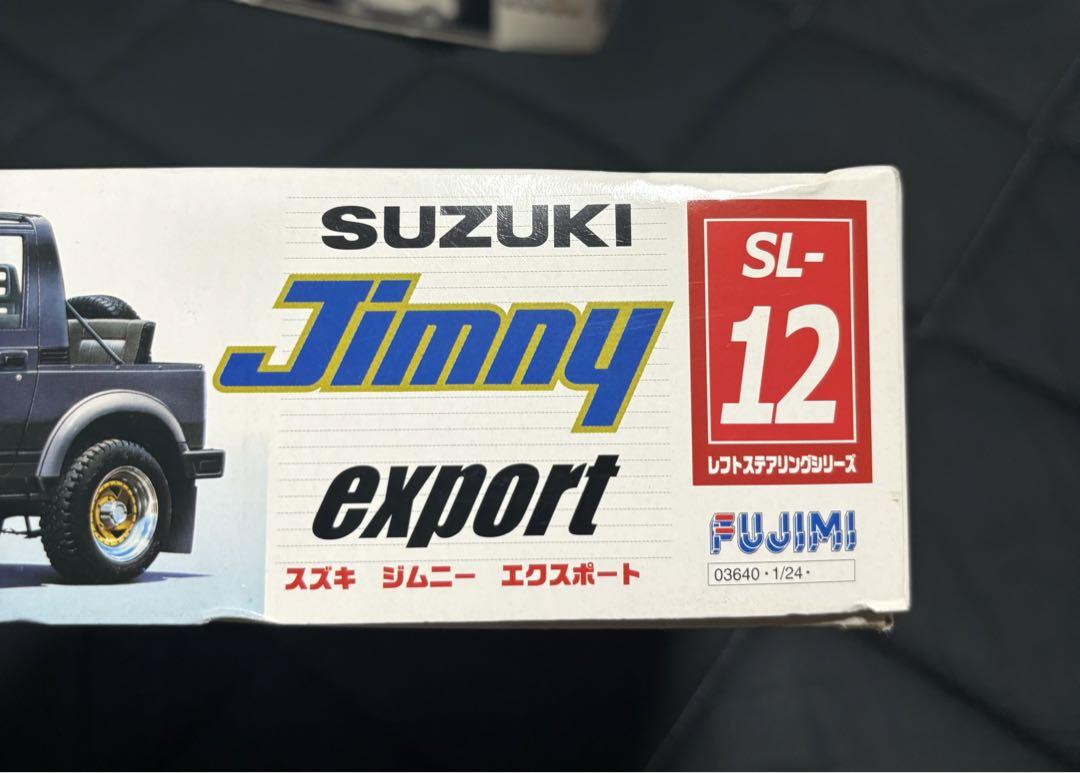 SUZUKI
Jimny
export
スズキ ジムニー エクスポート
SL-
12
レフトステアリングシリーズ
FUJIMI
03640・1/24・